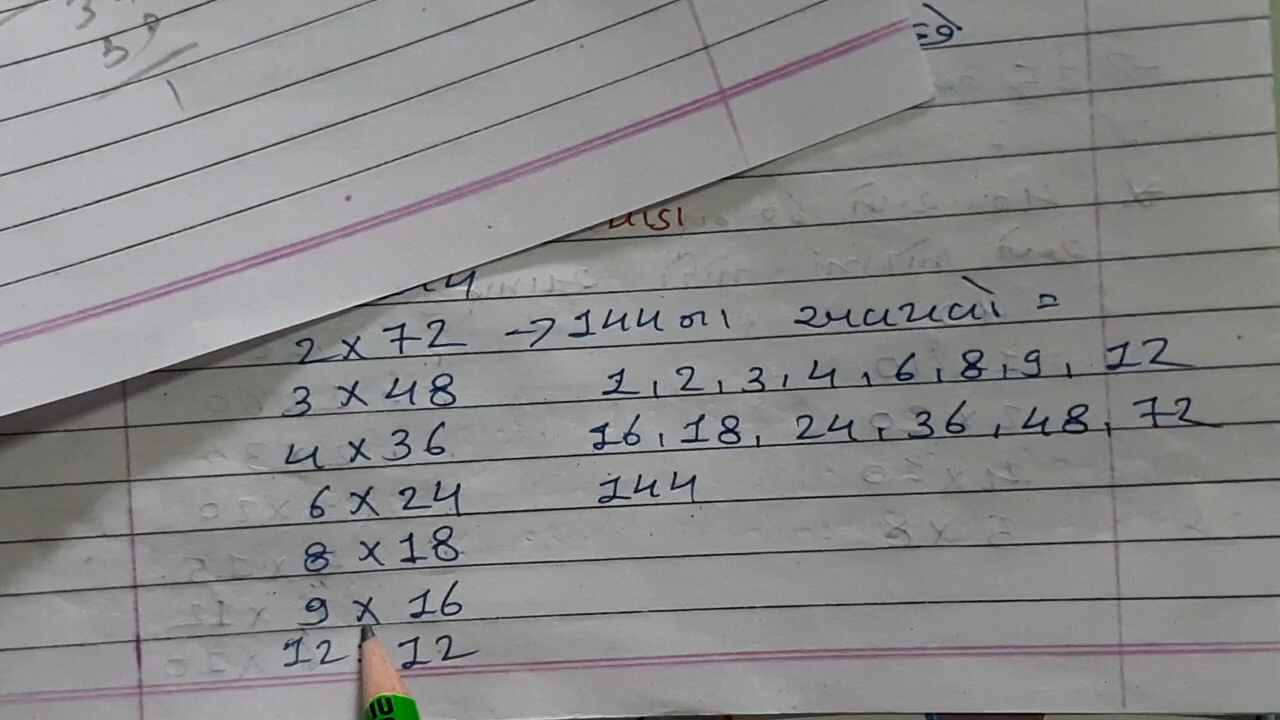 2 x 72 → 144 ના અવયવો =
3 x 48 1, 2, 3, 4, 6, 8, 9, 12
4 x 36 16, 18, 24, 36, 48, 72
6 x 24 144
8 x 18
9 x 16
12 12